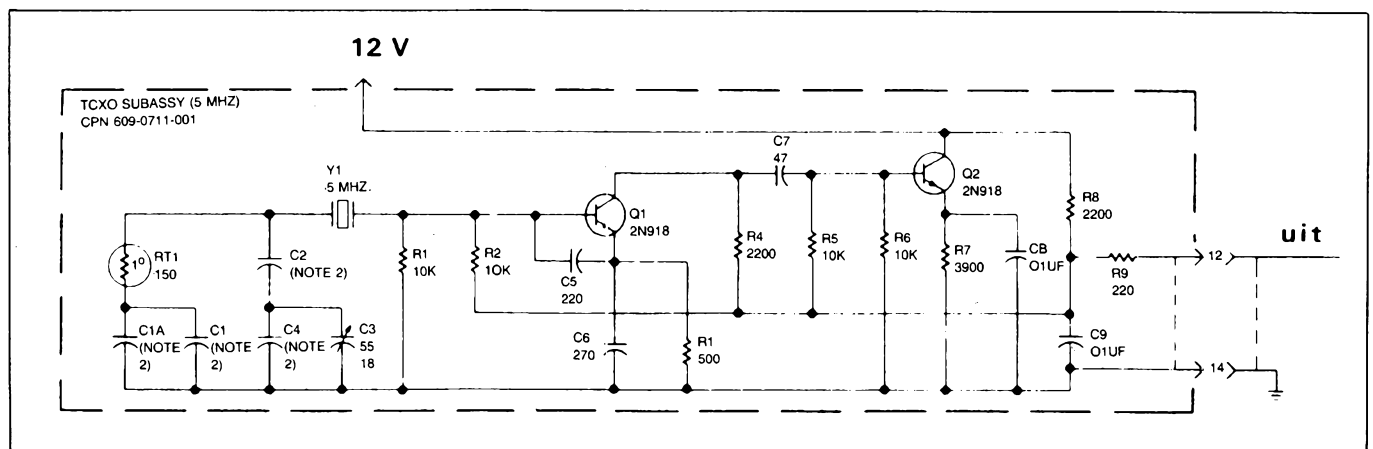 12 V
TCXO SUBASSY (5 MHZ)
CPN 609-0711-001
Y1
5 MHZ.
C7
47
Q2
2N918
Q1
2N918
R8
2200
uit
RT1
150
1°
C2
(NOTE 2)
R1
10K
R2
10K
C5
220
R4
2200
R5
10K
R6
10K
R7
3900
CB
O1UF
R9
220
12
C1A
(NOTE
2)
C1
(NOTE
2)
C4
(NOTE
2)
C3
55
18
C6
270
R1
500
C9
O1UF
14